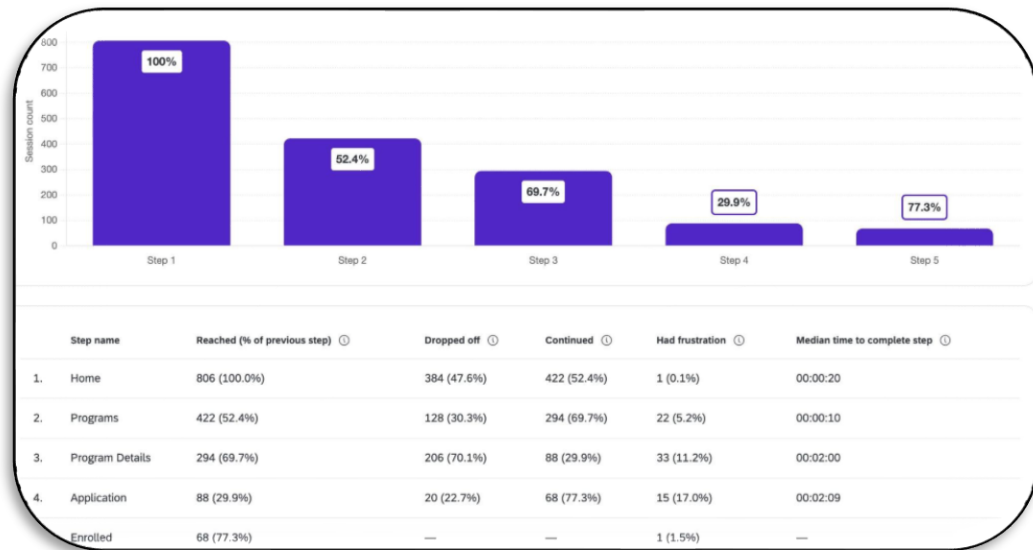 800
700
600
500
400
300
200
100
0
Session count
100%
52.4%
69.7%
29.9%
77.3%
Step 1 Step 2 Step 3 Step 4 Step 5
Step name Reached (% of previous step) Dropped off Continued Had frustration Median time to complete step
1. Home 806 (100.0%) 384 (47.6%) 422 (52.4%) 1 (0.1%) 00:00:20
2. Programs 422 (52.4%) 128 (30.3%) 294 (69.7%) 22 (5.2%) 00:00:10
3. Program Details 294 (69.7%) 206 (70.1%) 88 (29.9%) 33 (11.2%) 00:02:00
4. Application 88 (29.9%) 20 (22.7%) 68 (77.3%) 15 (17.0%) 00:02:09
Enrolled 68 (77.3%) — — 1 (1.5%) —